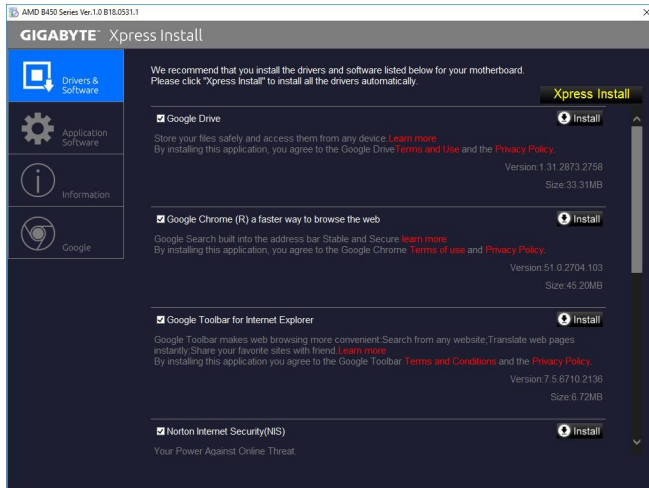 AMD B450 Series Ver.1.0 B18.0531.1
GIGABYTE™ Xpress Install
Drivers &
Software
Application
Software
Information
Google
We recommend that you install the drivers and software listed below for your motherboard.
Please click "Xpress Install" to install all the drivers automatically.
Xpress Install
Google Drive
Install
Store your files safely and access them from any device.Learn more
By installing this application, you agree to the Google DriveTerms and Use and the Privacy Policy.
Version:1.31.2873.2758
Size:33.31MB
Google Chrome (R) a faster way to browse the web
Install
Google Search built into the address bar Stable and Secure learn more
By installing this application, you agree to the Google Chrome Terms of use and Privacy Policy.
Version:51.0.2704.103
Size:45.20MB
Google Toolbar for Internet Explorer
Install
Google Toolbar makes web browsing more convenient:Search from any website;Translate web pages
instantly;Share your favorite sites with friend.Learn more
By installing this application you agree to the Google Toolbar Terms and Conditions and the Privacy Policy.
Version:7.5.6710.2136
Size:6.72MB
Norton Internet Security(NIS)
Install
Your Power Against Online Threat.